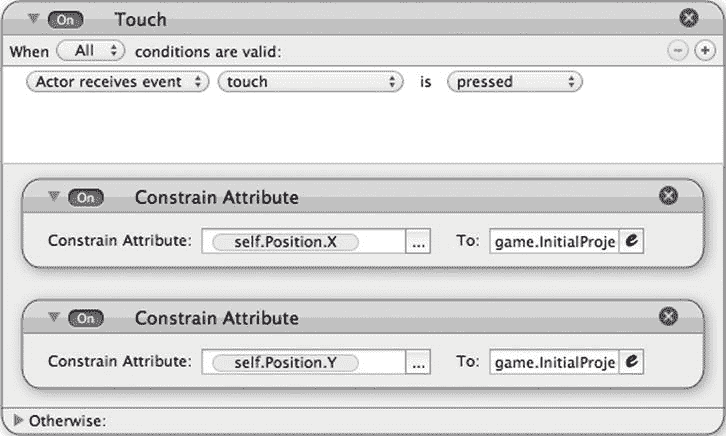 On Touch
When All conditions are valid:
Actor receives event touch is pressed
On Constrain Attribute
Constrain Attribute: self.Position.X ... To: game.InitialProje e
On Constrain Attribute
Constrain Attribute: self.Position.Y ... To: game.InitialProje e
Otherwise: